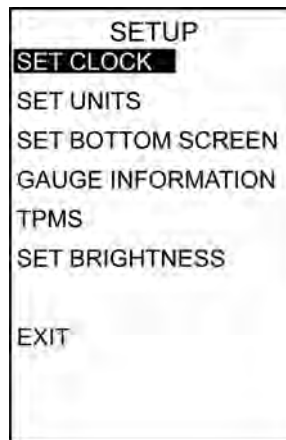 SETUP
SET CLOCK
SET UNITS
SET BOTTOM SCREEN
GAUGE INFORMATION
TPMS
SET BRIGHTNESS
EXIT